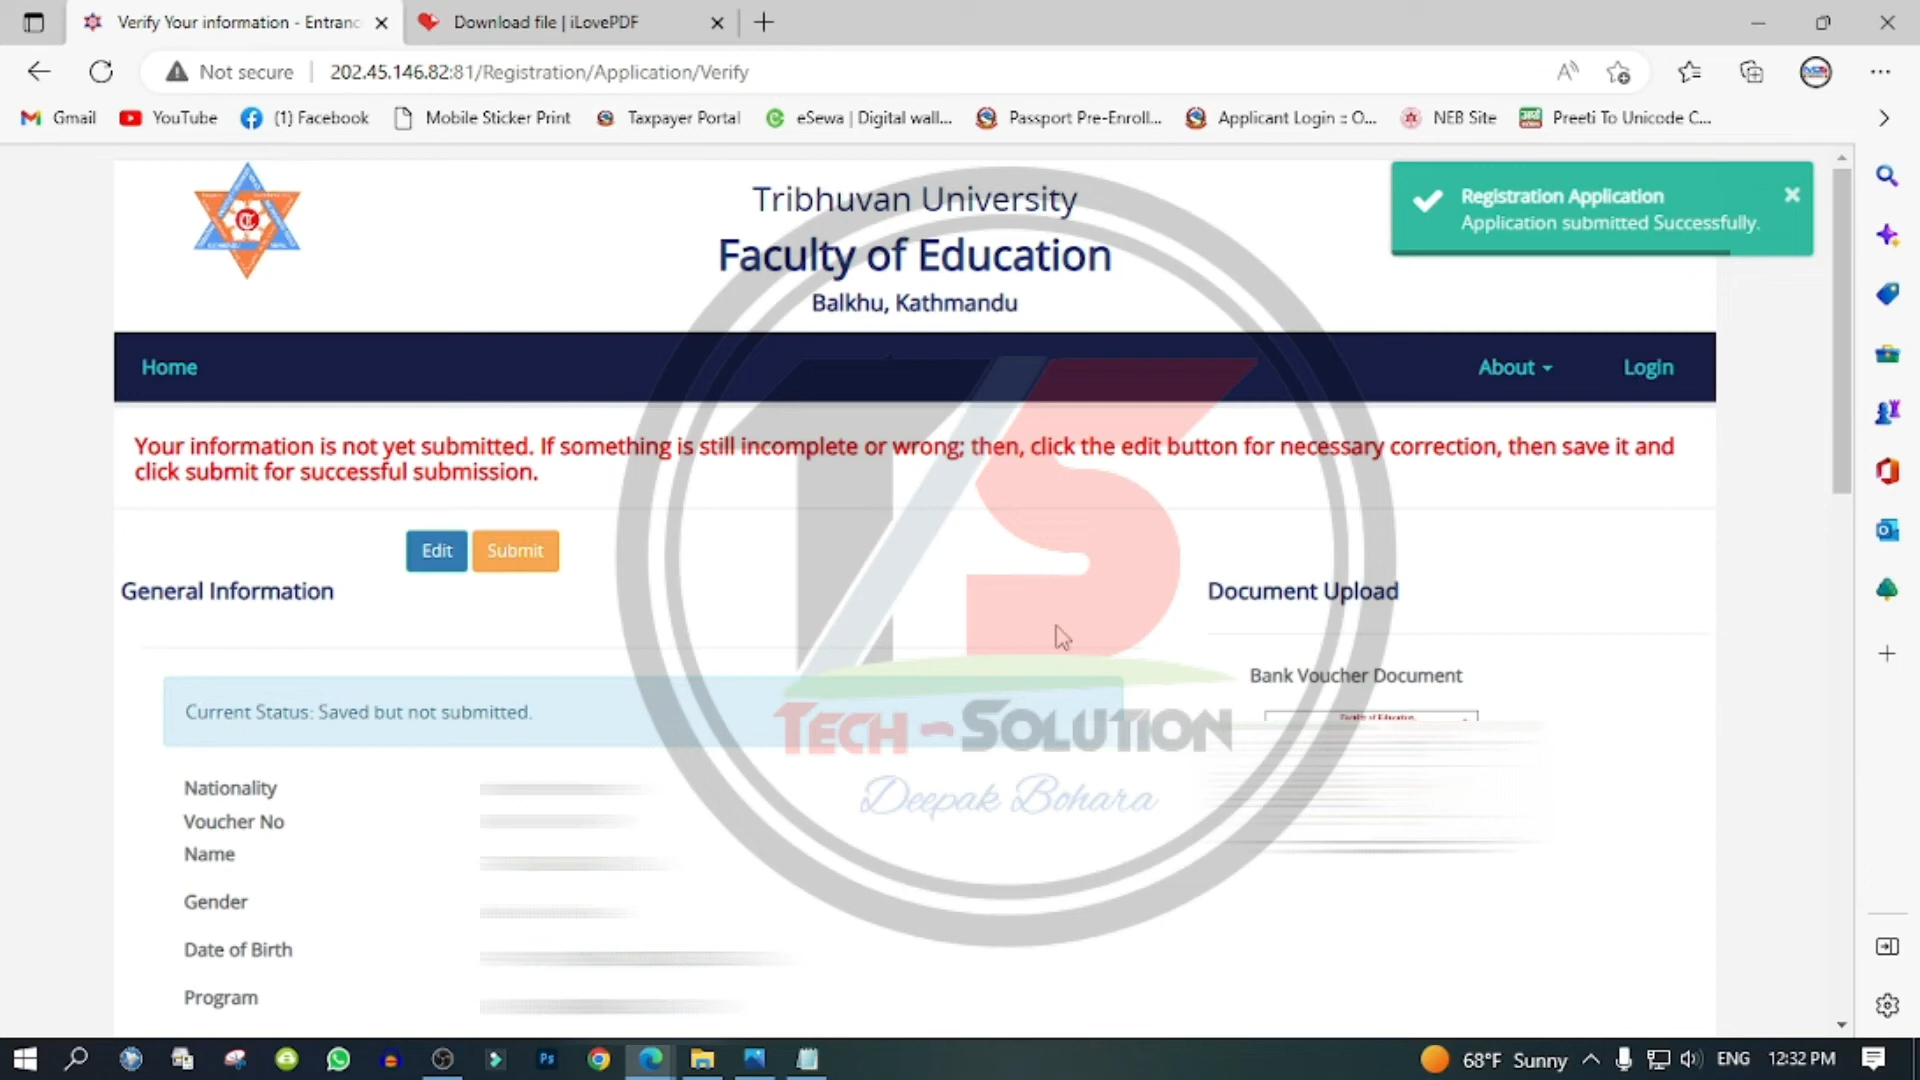 Verify Your information - Entranc
Download file | iLovePDF
Not secure
202.45.146.82:81/Registration/Application/Verify
Gmail
YouTube
(1) Facebook
Mobile Sticker Print
Taxpayer Portal
eSewa | Digital wall...
Passport Pre-Enroll...
Applicant Login :: O...
NEB Site
Preeti To Unicode C...
Tribhuvan University
Faculty of Education
Balkhu, Kathmandu
Registration Application
Application submitted Successfully.
Home
About
Login
Your information is not yet submitted. If something is still incomplete or wrong; then, click the edit button for necessary correction, then save it and
click submit for successful submission.
Edit
Submit
General Information
Document Upload
Bank Voucher Document
Faculty of Education
Current Status: Saved but not submitted.
TECH-SOLUTION
Deepak Bohara
Nationality
Voucher No
Name
Gender
Date of Birth
Program
68°F Sunny
ENG
12:32 PM